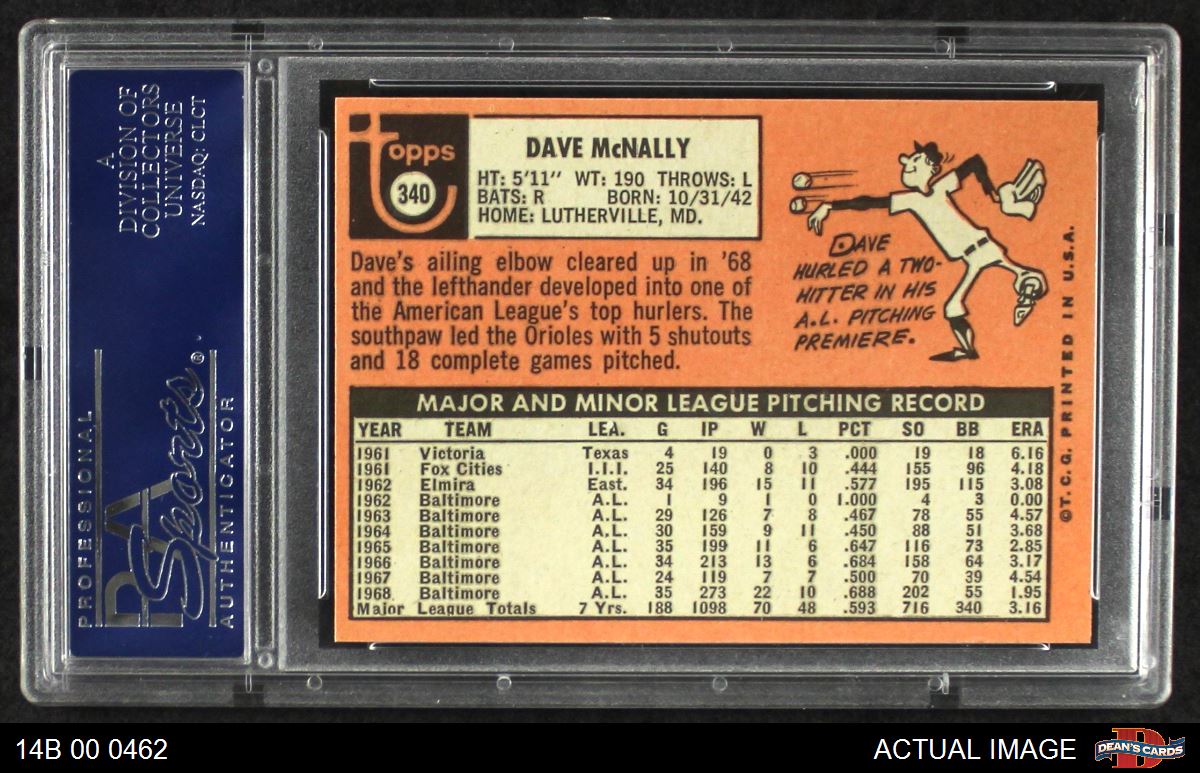 A
DIVISION OF
COLLECTORS
UNIVERSE
NASDAQ: CLCT
PROFESSIONAL
PSA
Sports®
AUTHENTICATOR
Topps
340
DAVE McNALLY
HT: 5'11" WT: 190 THROWS: L
BATS: R BORN: 10/31/42
HOME: LUTHERVILLE, MD.
Dave's ailing elbow cleared up in '68
and the lefthander developed into one of
the American League's top hurlers. The
southpaw led the Orioles with 5 shutouts
and 18 complete games pitched.
DAVE
HURLED A TWO-
HITTER IN HIS
A.L. PITCHING
PREMIERE.
MAJOR AND MINOR LEAGUE PITCHING RECORD
YEAR TEAM LEA. G IP W L PCT SO BB ERA
1961 Victoria Texas 4 19 0 3 .000 19 18 6.16
1961 Fox Cities I.I.I. 25 140 8 10 .444 155 96 4.18
1962 Elmira East. 34 196 15 11 .577 195 115 3.08
1962 Baltimore A.L. 1 9 1 0 1.000 4 3 0.00
1963 Baltimore A.L. 29 126 7 8 .467 78 55 4.57
1964 Baltimore A.L. 30 159 9 11 .450 88 51 3.68
1965 Baltimore A.L. 35 199 11 6 .647 116 73 2.85
1966 Baltimore A.L. 34 213 13 6 .684 158 64 3.17
1967 Baltimore A.L. 24 119 7 7 .500 70 39 4.54
1968 Baltimore A.L. 35 273 22 10 .688 202 55 1.95
Major League Totals 7 Yrs. 188 1098 70 48 .593 716 340 3.16
©T.C.G. PRINTED IN U.S.A.
14B 00 0462
ACTUAL IMAGE
DEAN'S CARDS